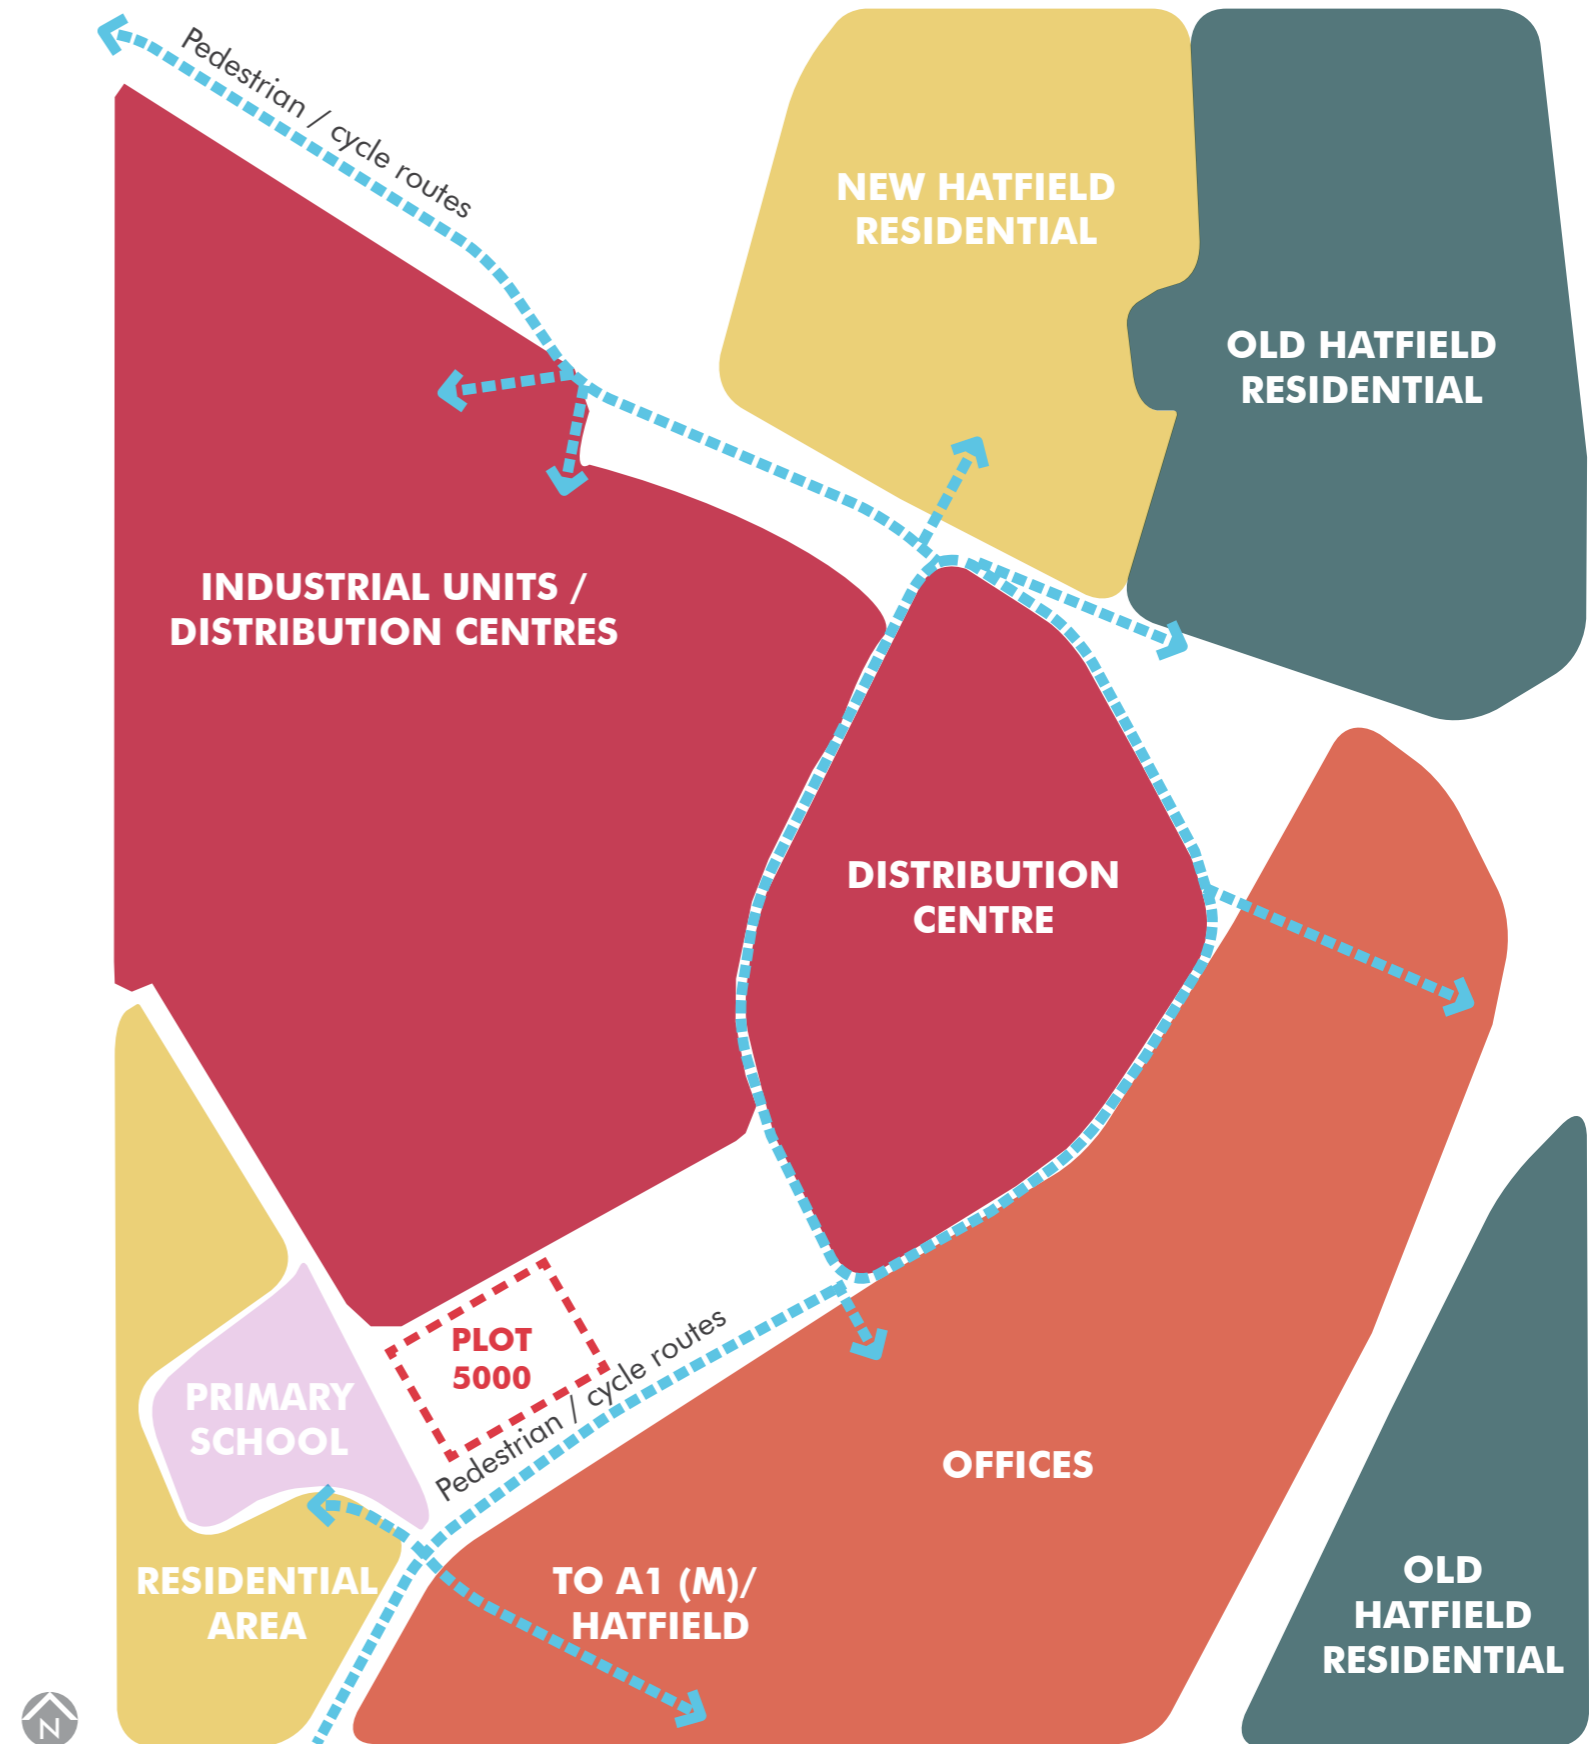 Pedestrian / cycle routes
NEW HATFIELD
RESIDENTIAL
OLD HATFIELD
RESIDENTIAL
INDUSTRIAL UNITS /
DISTRIBUTION CENTRES
DISTRIBUTION
CENTRE
PLOT
5000
Pedestrian / cycle routes
PRIMARY
SCHOOL
OFFICES
RESIDENTIAL
AREA
TO A1 (M)/
HATFIELD
OLD
HATFIELD
RESIDENTIAL
N